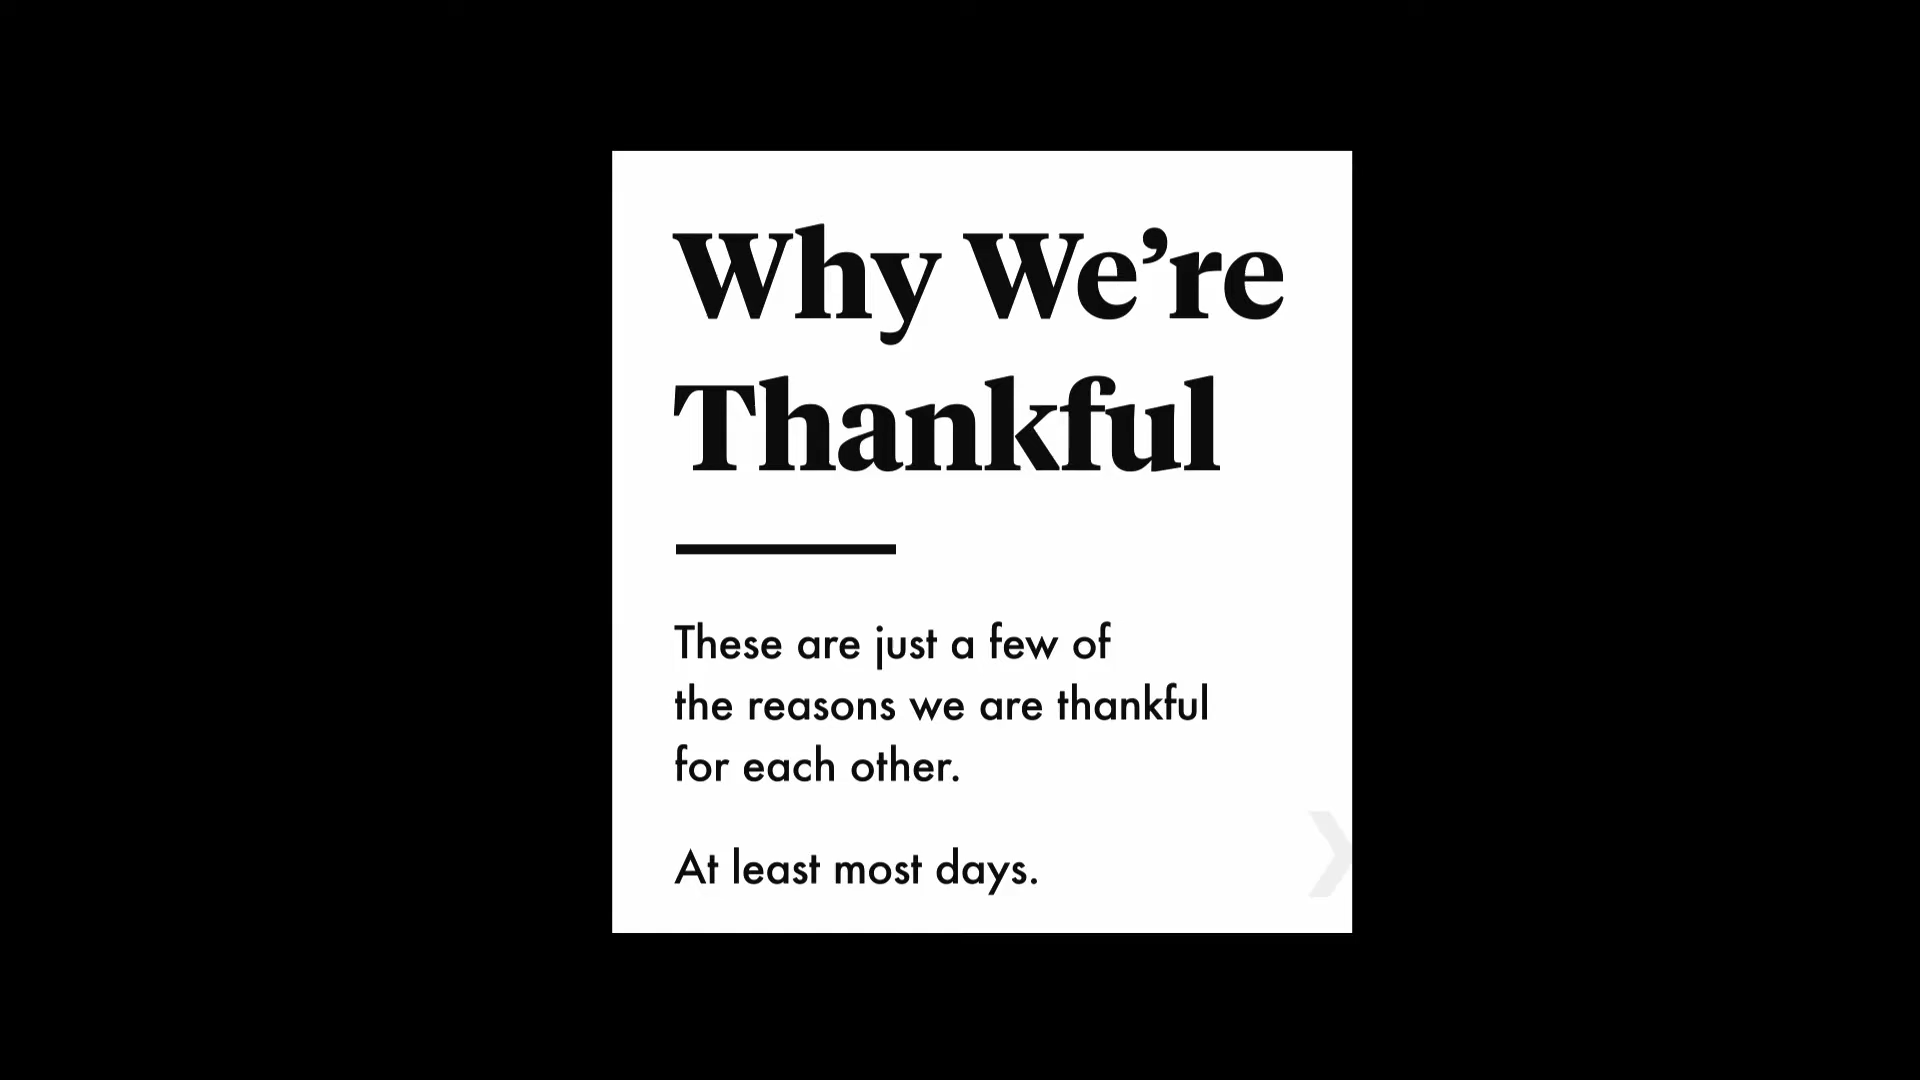 Why We’re
Thankful
These are just a few of
the reasons we are thankful
for each other.
At least most days.